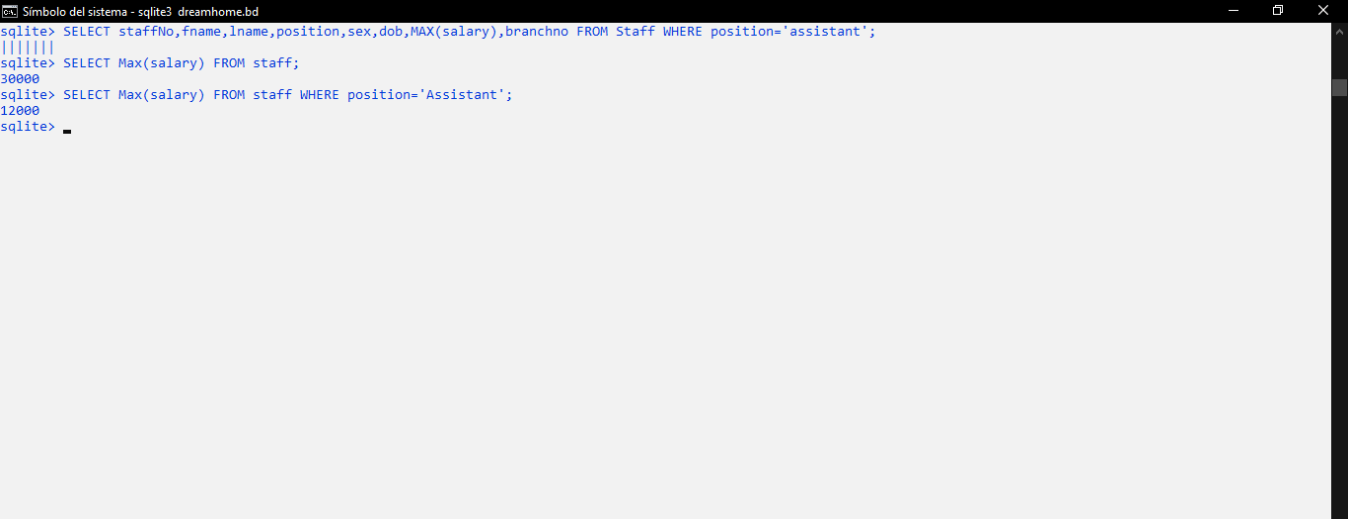 Símbolo del sistema - sqlite3 dreamhome.bd
sqlite> SELECT staffNo,fname,lname,position,sex,dob,MAX(salary),branchno FROM Staff WHERE position='assistant';
|||||||
sqlite> SELECT Max(salary) FROM staff;
30000
sqlite> SELECT Max(salary) FROM staff WHERE position='Assistant';
12000
sqlite>